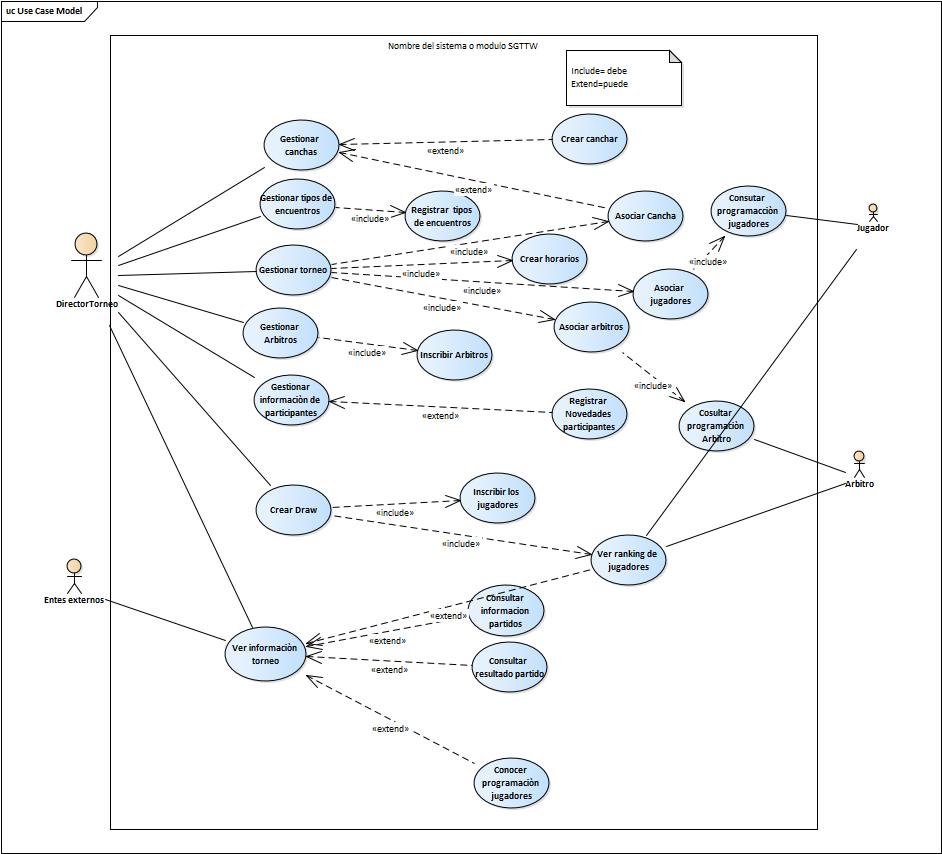 uc Use Case Model
Nombre del sistema o modulo SGTTW
Include= debe
Extend=puede
Gestionar
canchas
«extend»
Crear canchar
«extend»
Gestionar tipos de
encuentros
«include»
Registrar tipos
de encuentros
Asociar Cancha
Consutar
programacciòn
jugadores
Jugador
Gestionar torneo
«include»
Crear horarios
«include»
«include»
«include»
Asociar
jugadores
«include»
DirectorTorneo
Gestionar
Arbitros
«include»
Inscribir Arbitros
Asociar arbitros
«include»
Gestionar
informaciòn de
participantes
«extend»
Registrar
Novedades
participantes
Cosultar
programaciòn
Arbitro
Arbitro
Crear Draw
«include»
Inscribir los
jugadores
«include»
Ver ranking de
jugadores
Entes externos
Ver informaciòn
torneo
«extend»
Consultar
informacion
partidos
«extend»
«extend»
Consultar
resultado partido
«extend»
Conocer
programaciòn
jugadores